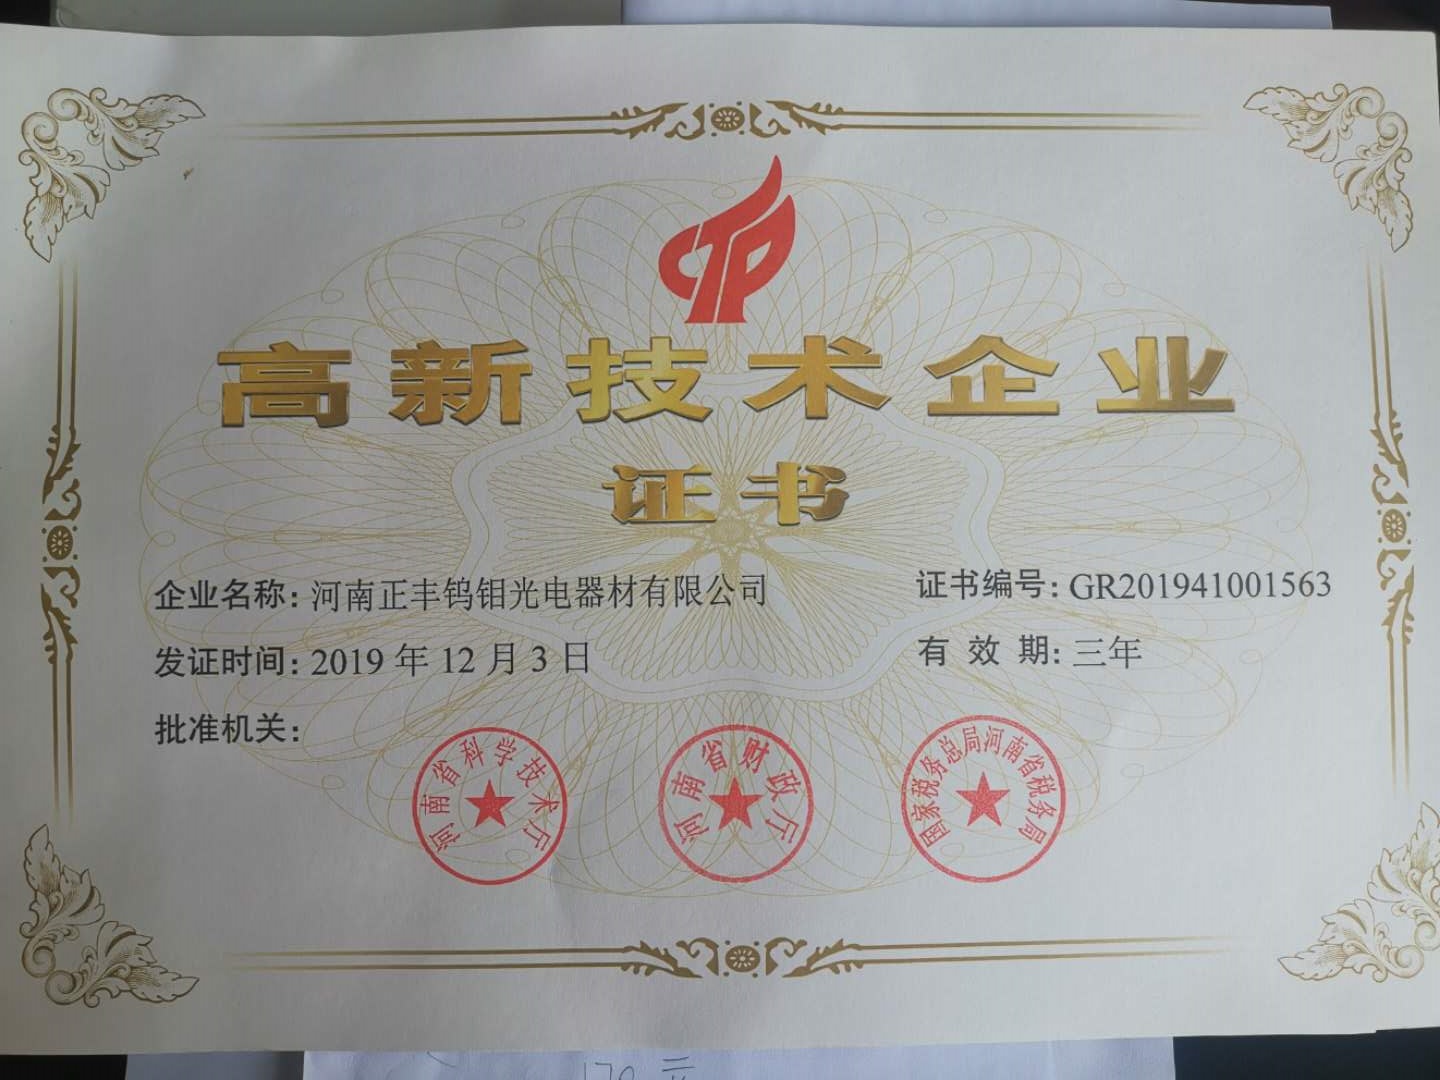 CTP
高新技术企业
证书
企业名称：河南正丰钨钼光电器材有限公司
证书编号：GR201941001563
发证时间：2019 年 12 月 3 日
有 效 期：三年
批准机关：
河南省科学技术厅
河南省财政厅
国家税务总局河南省税务局
170 元